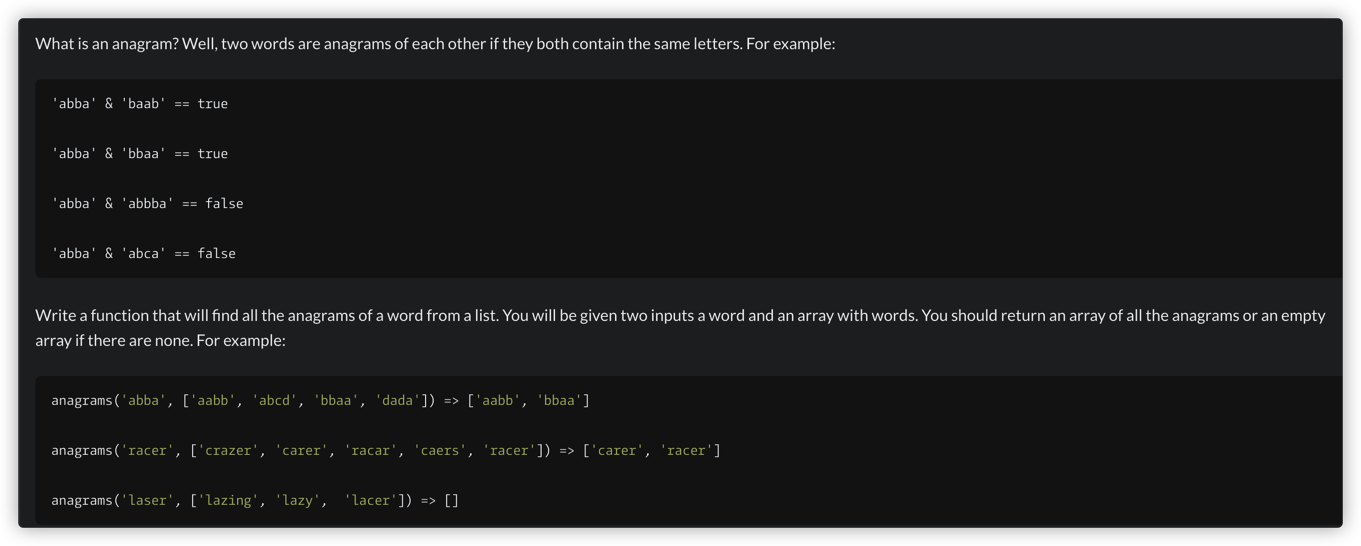 What is an anagram? Well, two words are anagrams of each other if they both contain the same letters. For example:
'abba' & 'baab' == true
'abba' & 'bbaa' == true
'abba' & 'abbba' == false
'abba' & 'abca' == false
Write a function that will find all the anagrams of a word from a list. You will be given two inputs a word and an array with words. You should return an array of all the anagrams or an empty
array if there are none. For example:
anagrams('abba', ['aabb', 'abcd', 'bbaa', 'dada']) => ['aabb', 'bbaa']
anagrams('racer', ['crazer', 'carer', 'racar', 'caers', 'racer']) => ['carer', 'racer']
anagrams('laser', ['lazing', 'lazy',  'lacer']) => []